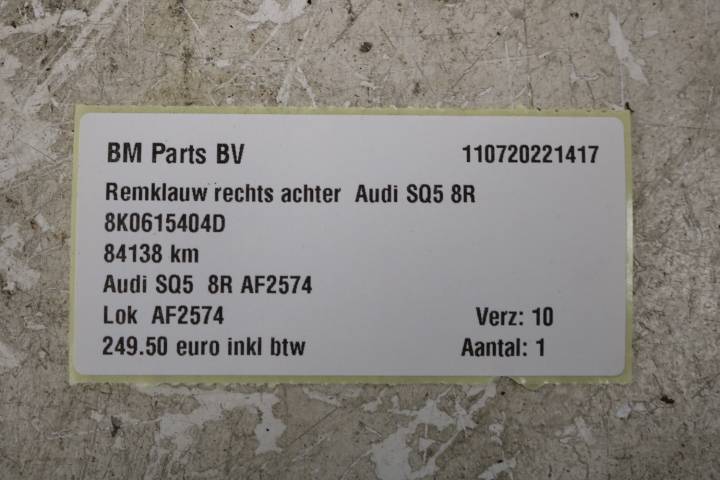 BM Parts BV 110720221417
Remklauw rechts achter Audi SQ5 8R
8K0615404D
84138 km
Audi SQ5 8R AF2574
Lok AF2574 Verz: 10
249.50 euro inkl btw Aantal: 1